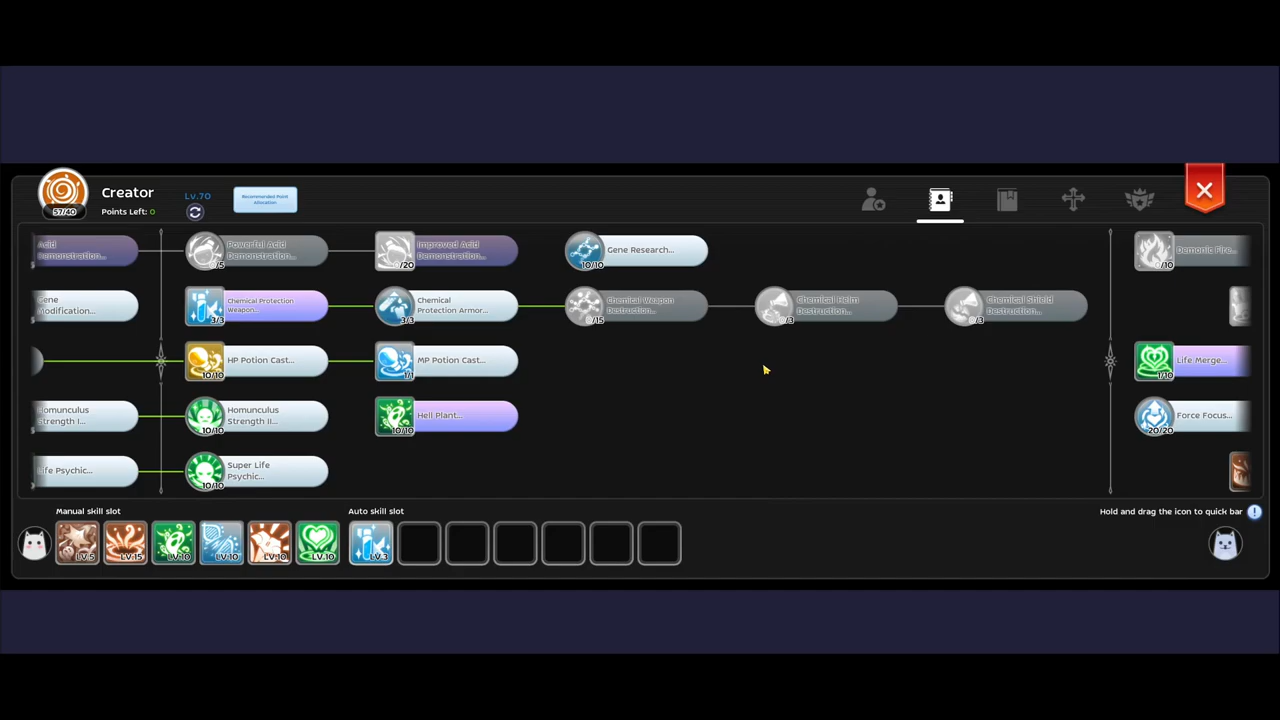 Creator
Lv.70
Recommended Point
Allocation
57/40
Points Left: 0
Acid
Demonstration...
/5
Powerful Acid
Demonstration...
/20
Improved Acid
Demonstration...
10/10
Gene Research...
/10
Demonic Fire...
Gene
Modification...
3/3
Chemical Protection
Weapon...
3/3
Chemical
Protection Armor...
/15
Chemical Weapon
Destruction...
/3
Chemical Helm
Destruction...
/3
Chemical Shield
Destruction...
10/10
HP Potion Cast...
1/1
MP Potion Cast...
1/10
Life Merge...
Homunculus
Strength I...
10/10
Homunculus
Strength II...
10/10
Hell Plant...
20/20
Force Focus...
Life Psychic...
10/10
Super Life
Psychic...
Manual skill slot
Auto skill slot
Hold and drag the icon to quick bar
LV.5
LV.15
LV.10
LV.10
LV.10
LV.10
LV.3